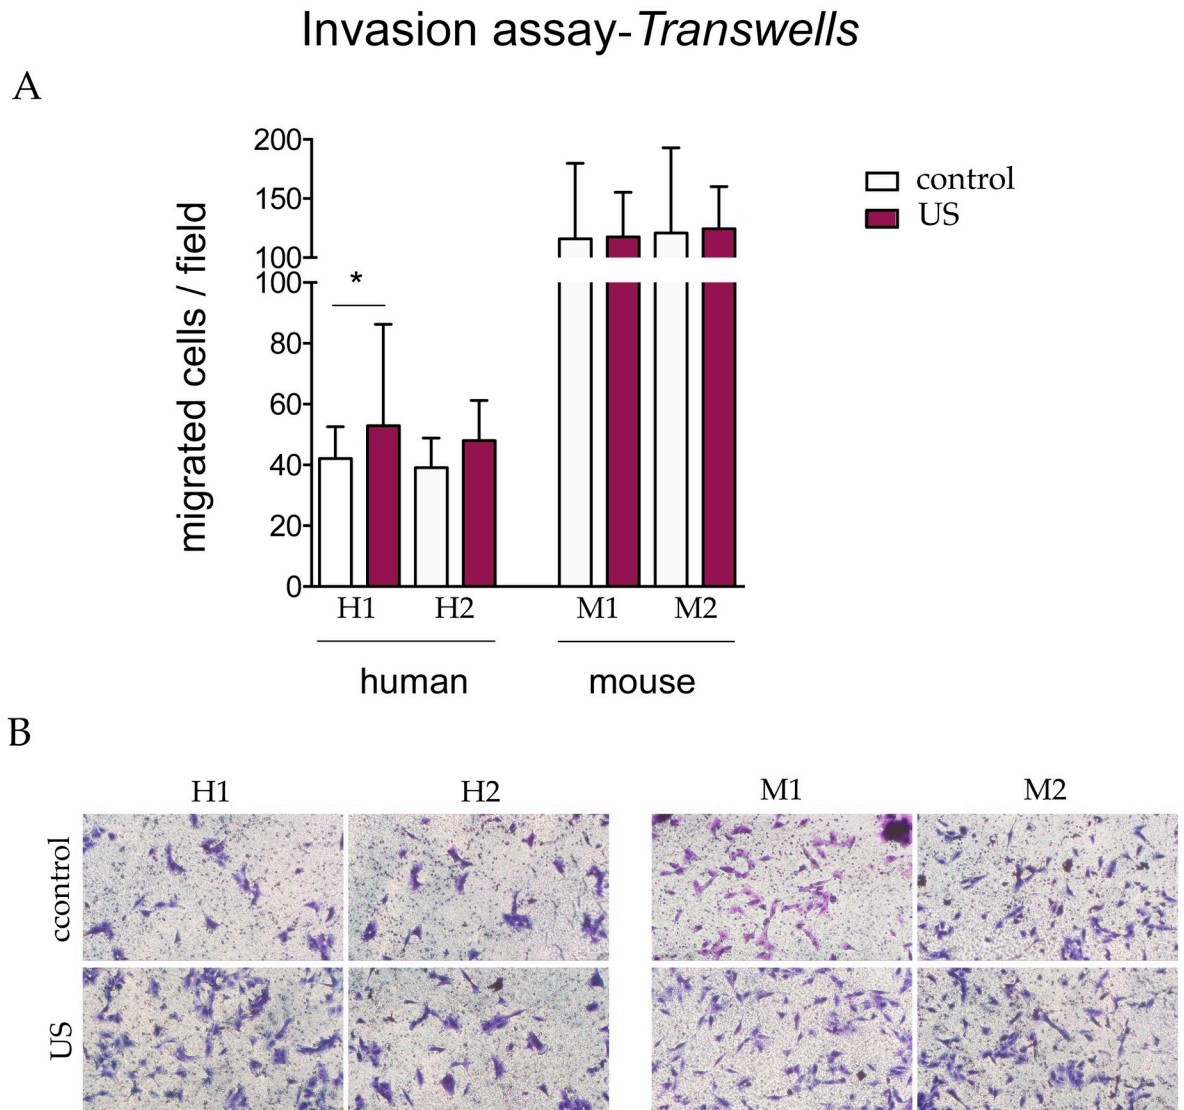 Invasion assay-Transwells
A
migrated cells / field
200
150
100
100
80
60
40
20
0
*
control
US
H1 H2 M1 M2
human mouse
B
H1 H2 M1 M2
ccontrol
US